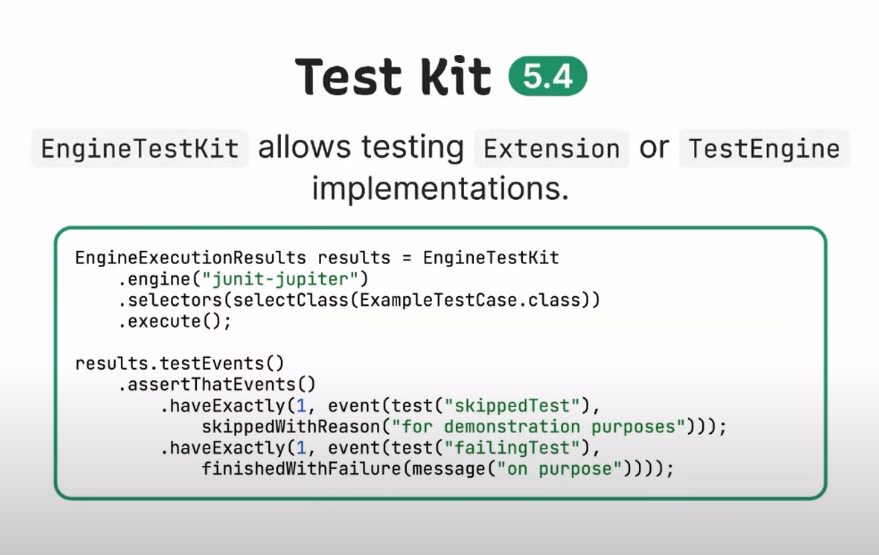 Test Kit 5.4
EngineTestKit allows testing Extension or TestEngine
implementations.
EngineExecutionResults results = EngineTestKit
    .engine("junit-jupiter")
    .selectors(selectClass(ExampleTestCase.class))
    .execute();

results.testEvents()
    .assertThatEvents()
        .haveExactly(1, event(test("skippedTest"),
            skippedWithReason("for demonstration purposes")));
        .haveExactly(1, event(test("failingTest"),
            finishedWithFailure(message("on purpose"))));